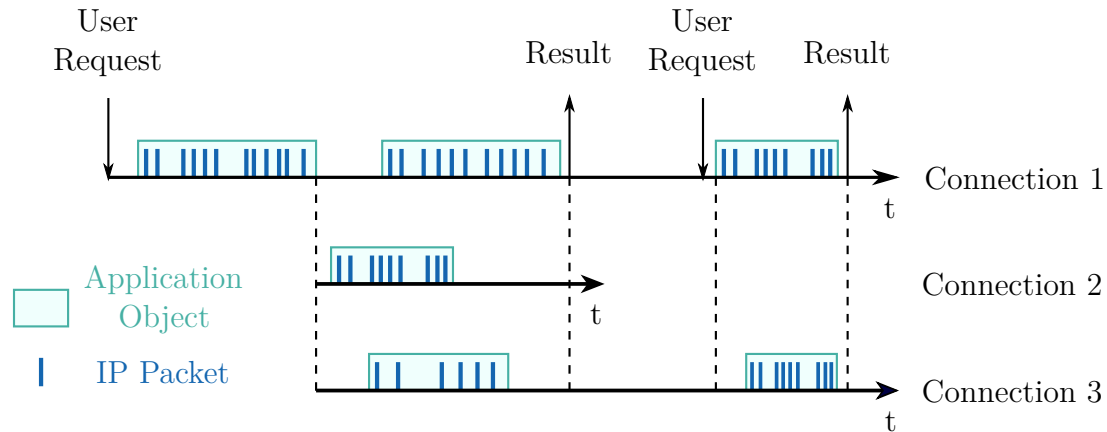 User
Request
Result
User
Request
Result
Connection 1
t
Application
Object
Connection 2
t
IP Packet
Connection 3
t